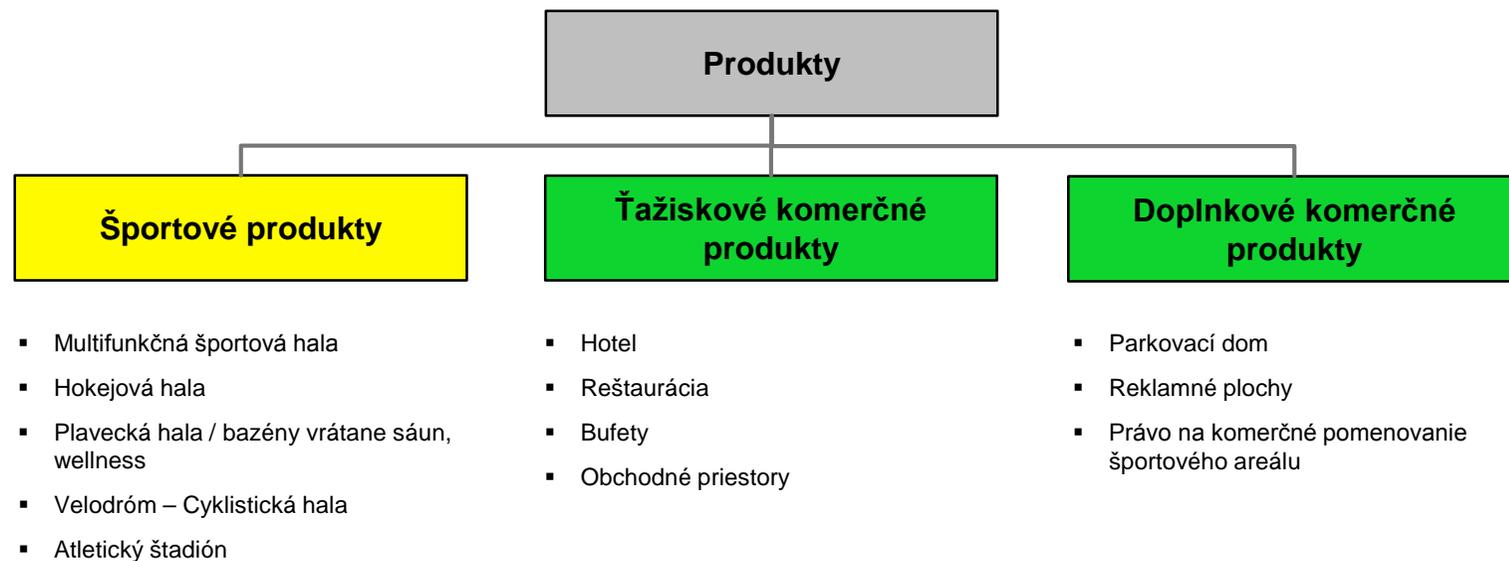 Produkty
Športové produkty
Ťažiskové komerčné
produkty
Doplnkové komerčné
produkty
▪ Multifunkčná športová hala
▪ Hokejová hala
▪ Plavecká hala / bazény vrátane sáun,
wellness
▪ Velodróm – Cyklistická hala
▪ Atletický štadión
▪ Hotel
▪ Reštaurácia
▪ Bufety
▪ Obchodné priestory
▪ Parkovací dom
▪ Reklamné plochy
▪ Právo na komerčné pomenovanie
športového areálu